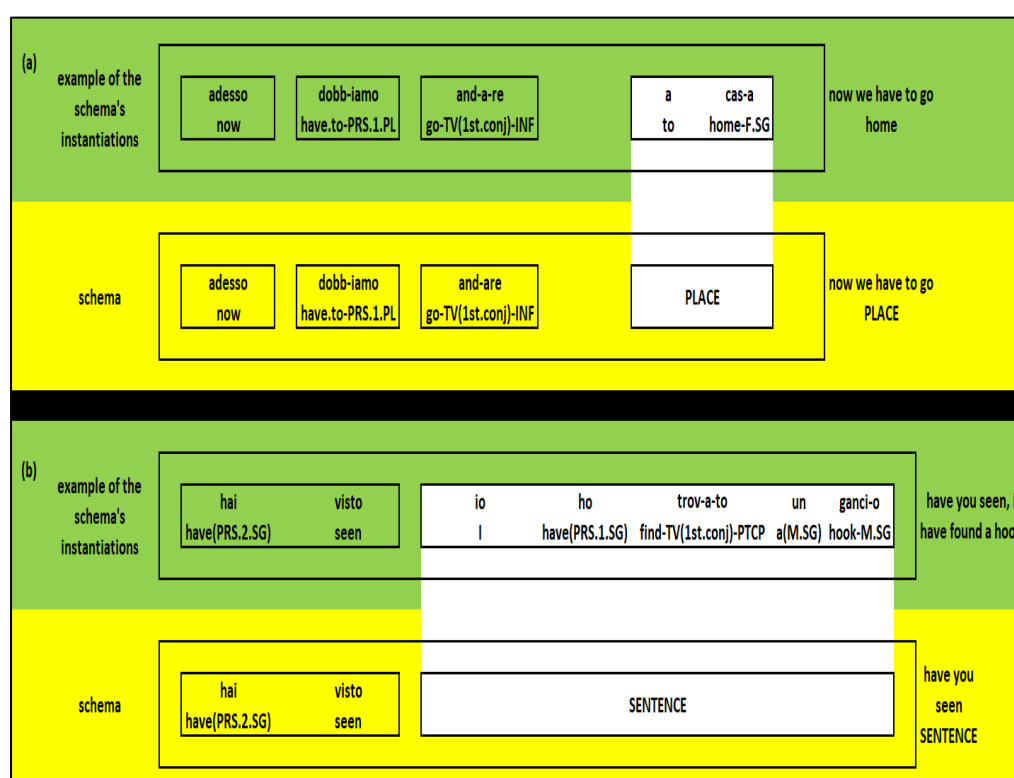 (a)
example of the
schema's
instantiations
adesso dobb-iamo and-a-re a cas-a
now have.to-PRS.1.PL go-TV(1st.conj)-INF to home-F.SG
now we have to go
home
schema
adesso dobb-iamo and-are
now have.to-PRS.1.PL go-TV(1st.conj)-INF
PLACE
now we have to go
PLACE
(b)
example of the
schema's
instantiations
hai visto io ho trov-a-to un ganci-o
have(PRS.2.SG) seen I have(PRS.1.SG) find-TV(1st.conj)-PTCP a(M.SG) hook-M.SG
have you seen, I
have found a hoo
schema
hai visto
have(PRS.2.SG) seen
SENTENCE
have you
seen
SENTENCE